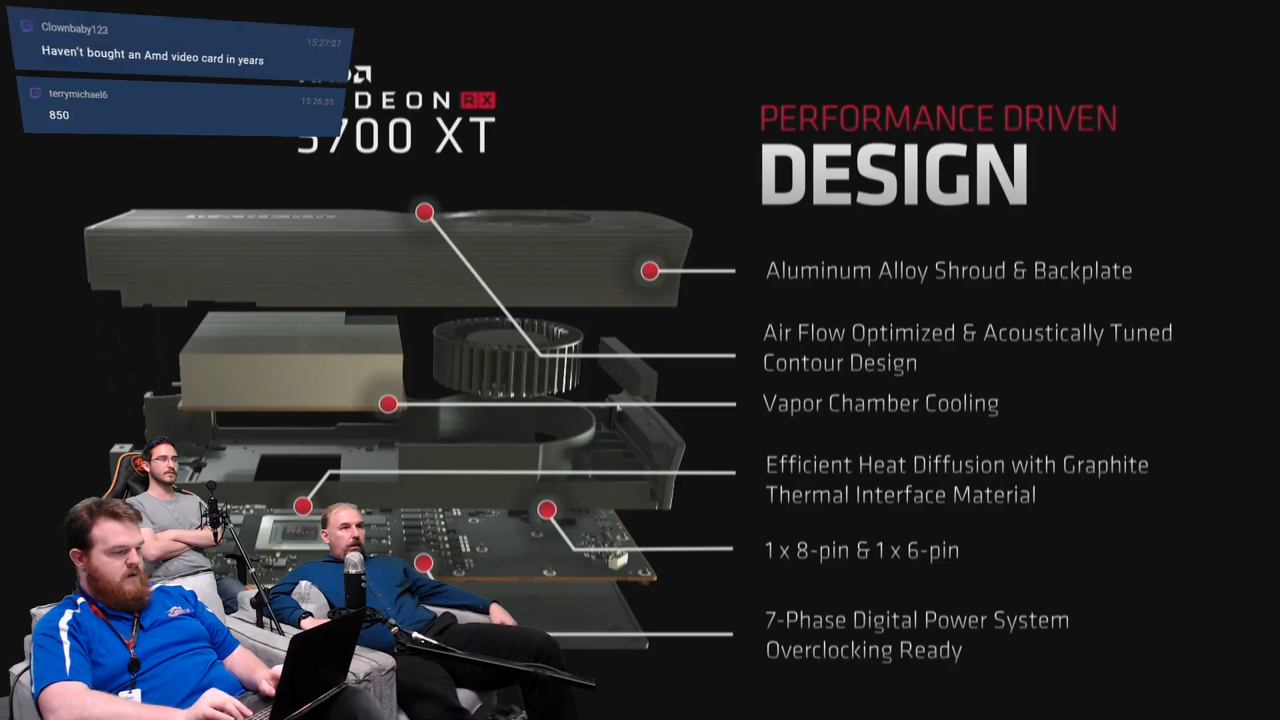 Clownbaby123
15:27:07
Haven't bought an Amd video card in years
terrymichael6
15:26:55
850
DEON RX
5700 XT
PERFORMANCE DRIVEN
DESIGN
Aluminum Alloy Shroud & Backplate
Air Flow Optimized & Acoustically Tuned
Contour Design
Vapor Chamber Cooling
Efficient Heat Diffusion with Graphite
Thermal Interface Material
1 x 8-pin & 1 x 6-pin
7-Phase Digital Power System
Overclocking Ready